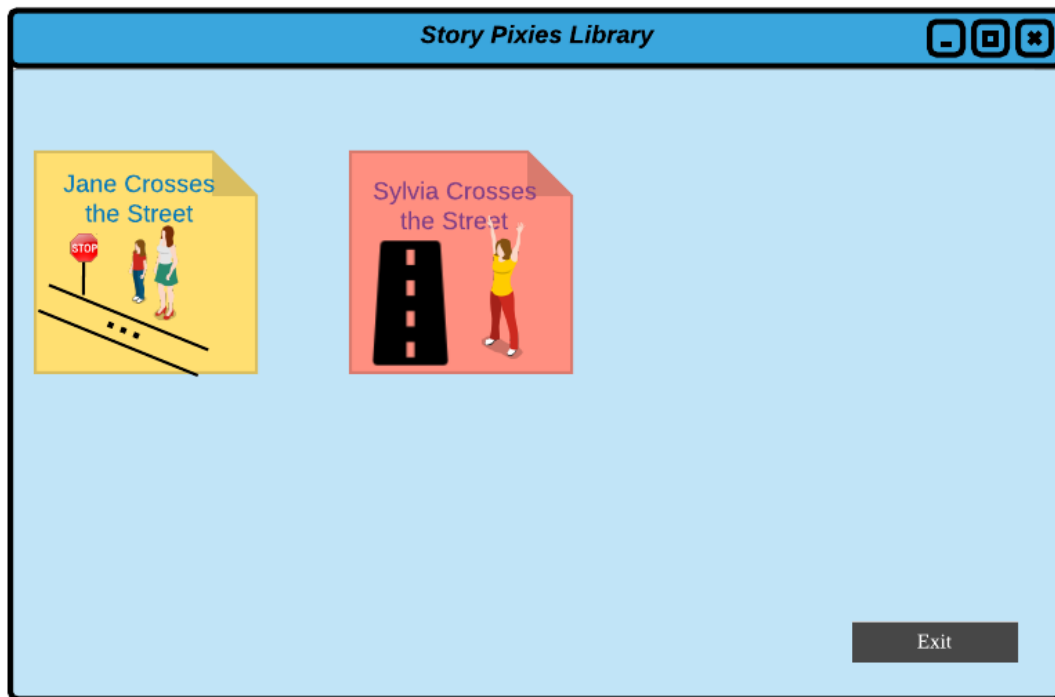 Story Pixies Library
Jane Crosses
the Street
STOP
Sylvia Crosses
the Street
Exit